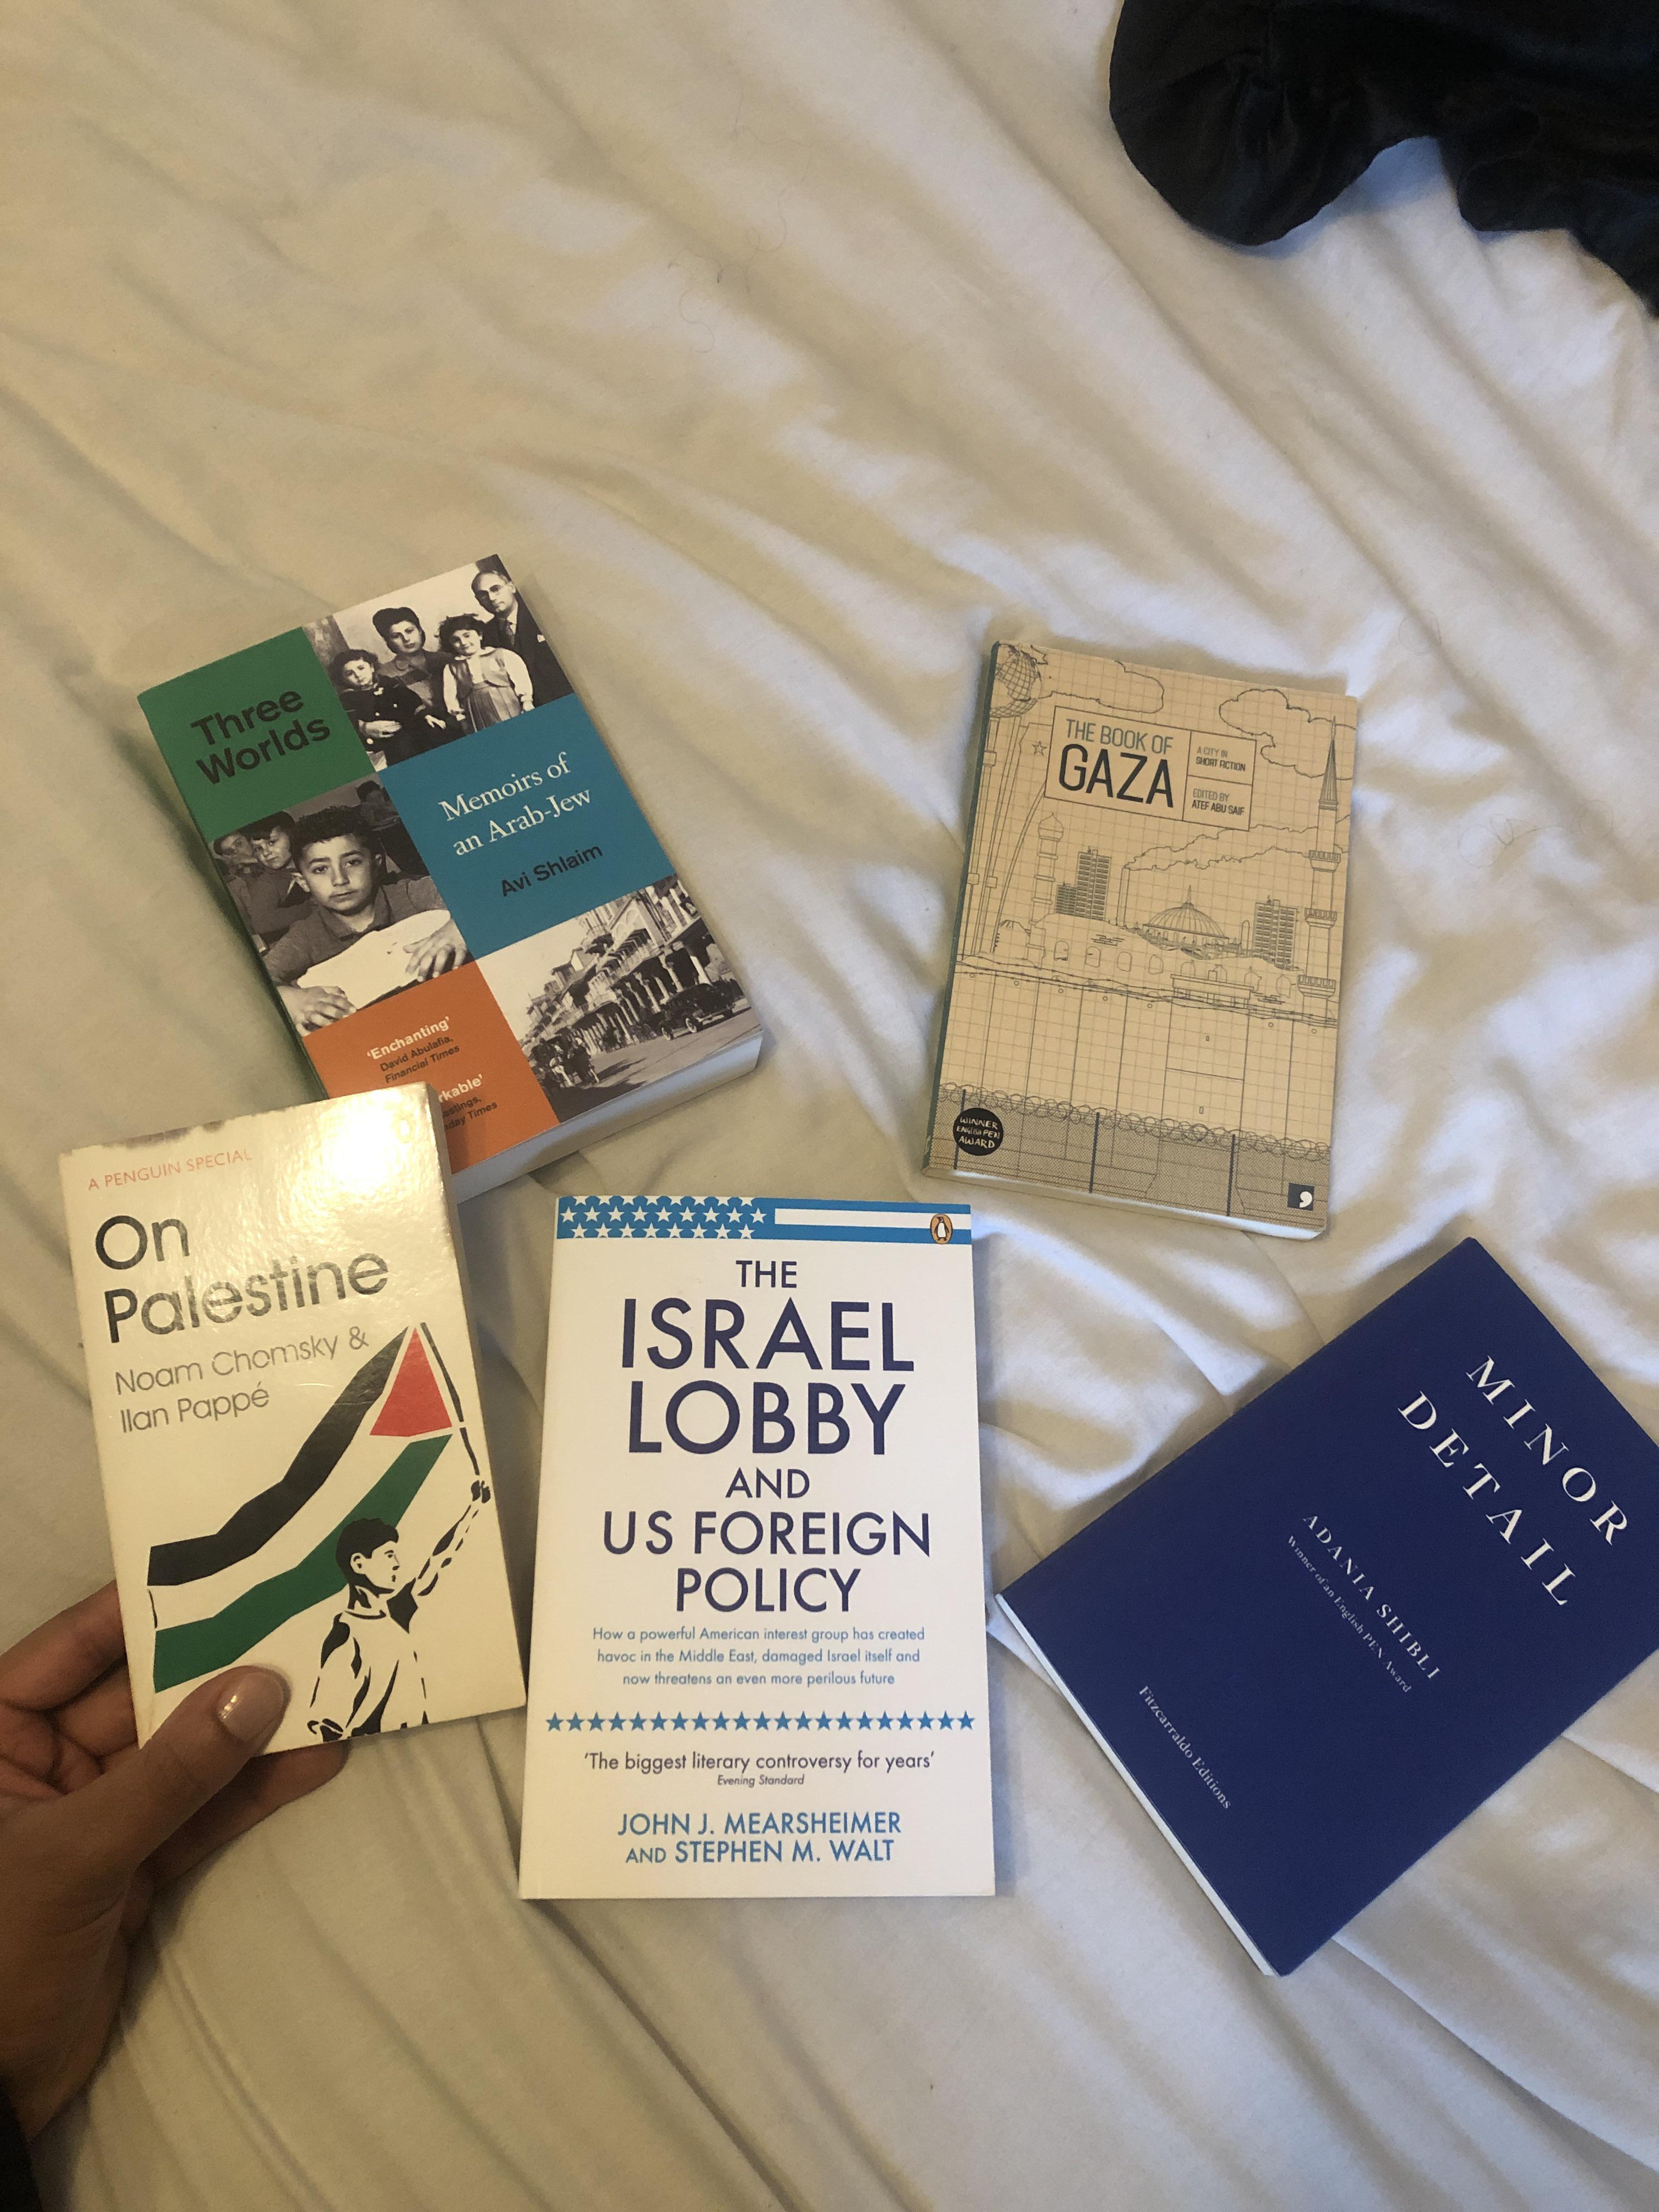 Three
Worlds
Memoirs of
an Arab-Jew
Avi Shlaim
'Enchanting'
David Abulafia,
Financial Times
THE BOOK OF
GAZA
A CITY IN
SHORT FICTION
EDITED BY
ATEF ABU SAIF
WINNER
ENGLISH PEN
AWARD
A PENGUIN SPECIAL
On
Palestine
Noam Chomsky &
Ilan Pappé
THE
ISRAEL
LOBBY
AND
US FOREIGN
POLICY
How a powerful American interest group has created
havoc in the Middle East, damaged Israel itself and
now threatens an even more perilous future
'The biggest literary controversy for years'
Evening Standard
JOHN J. MEARSHEIMER
AND STEPHEN M. WALT
MINOR
DETAIL
ADANIA SHIBLI
Winner of an English PEN Award
Fitzcarraldo Editions